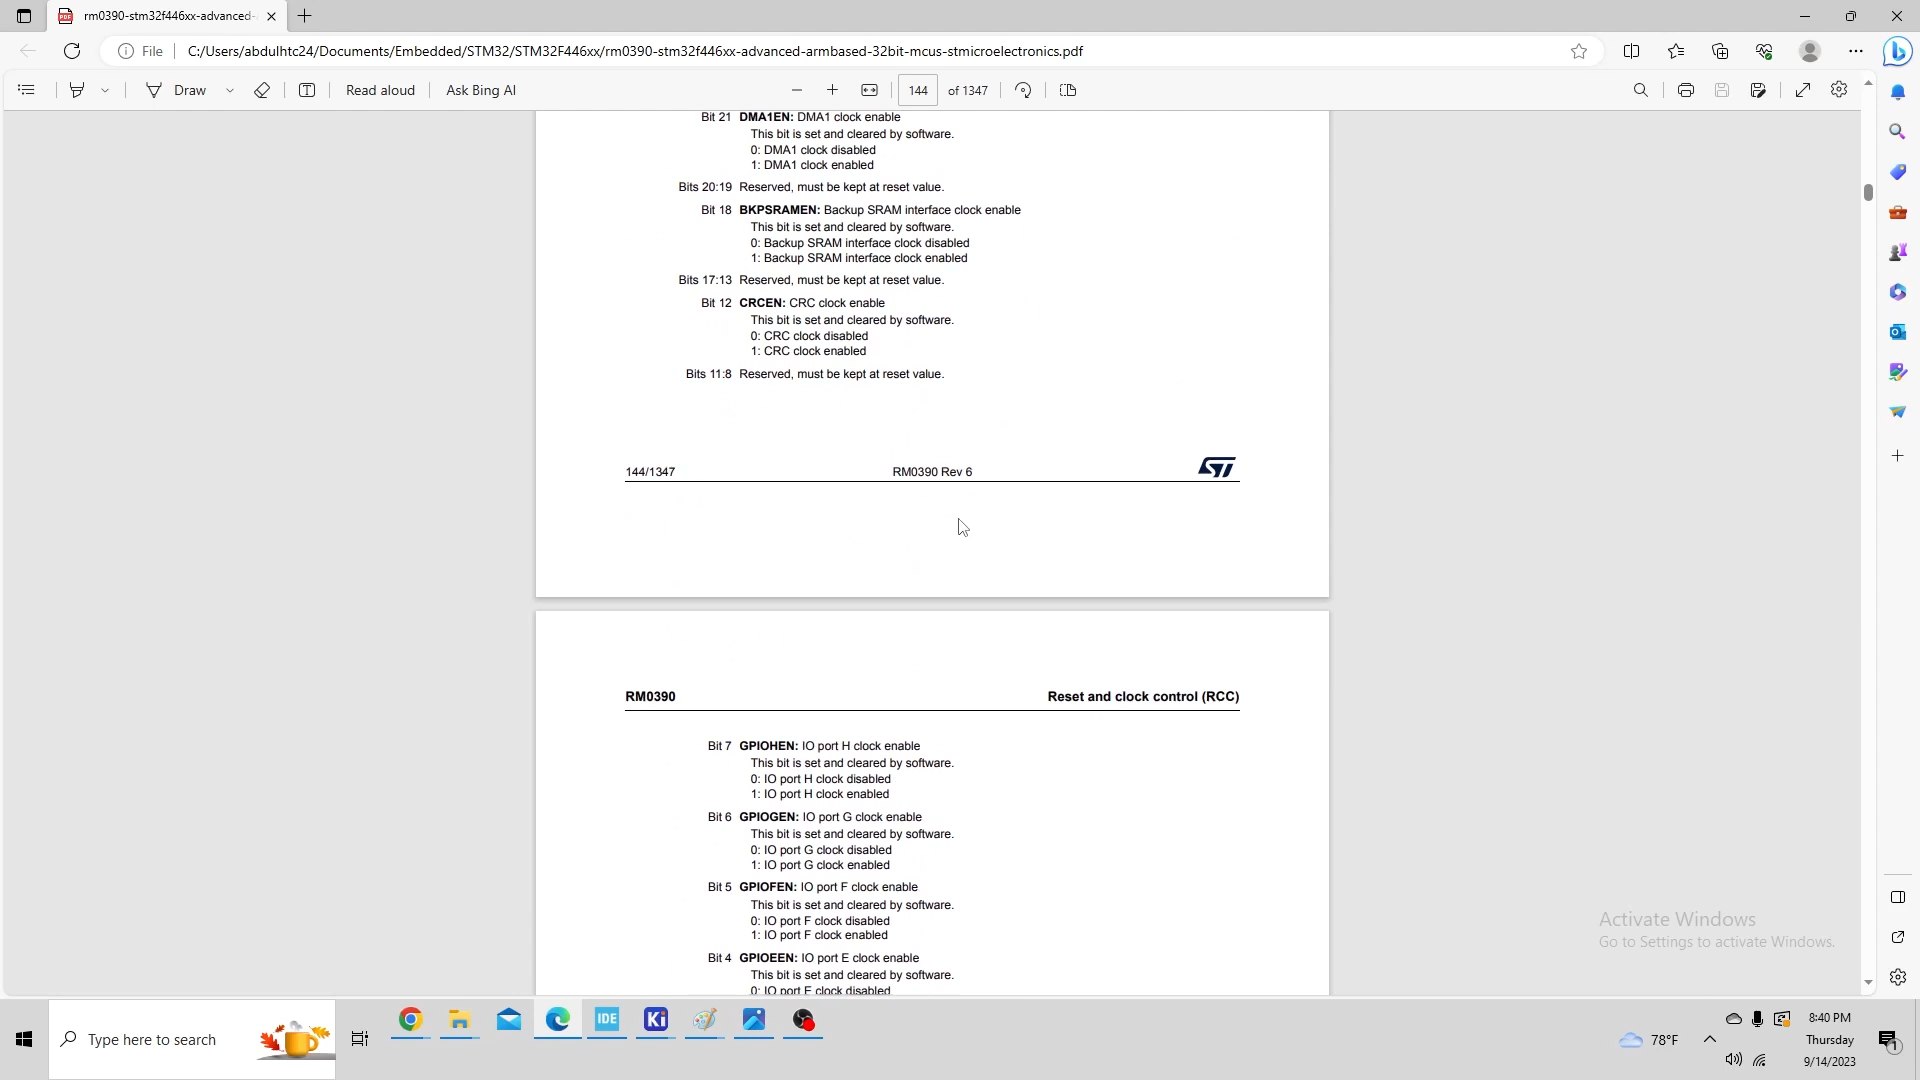 rm0390-stm32f446xx-advanced-
File
C:/Users/abdulhtc24/Documents/Embedded/STM32/STM32F446xx/rm0390-stm32f446xx-advanced-armbased-32bit-mcus-stmicroelectronics.pdf
Draw
Read aloud
Ask Bing AI
144 of 1347
Bit 21 DMA1EN: DMA1 clock enable
This bit is set and cleared by software.
0: DMA1 clock disabled
1: DMA1 clock enabled
Bits 20:19 Reserved, must be kept at reset value.
Bit 18 BKPSRAMEN: Backup SRAM interface clock enable
This bit is set and cleared by software.
0: Backup SRAM interface clock disabled
1: Backup SRAM interface clock enabled
Bits 17:13 Reserved, must be kept at reset value.
Bit 12 CRCEN: CRC clock enable
This bit is set and cleared by software.
0: CRC clock disabled
1: CRC clock enabled
Bits 11:8 Reserved, must be kept at reset value.
144/1347 RM0390 Rev 6 ST
RM0390 Reset and clock control (RCC)
Bit 7 GPIOHEN: IO port H clock enable
This bit is set and cleared by software.
0: IO port H clock disabled
1: IO port H clock enabled
Bit 6 GPIOGEN: IO port G clock enable
This bit is set and cleared by software.
0: IO port G clock disabled
1: IO port G clock enabled
Bit 5 GPIOFEN: IO port F clock enable
This bit is set and cleared by software.
0: IO port F clock disabled
1: IO port F clock enabled
Bit 4 GPIOEEN: IO port E clock enable
This bit is set and cleared by software.
0: IO port E clock disabled
Activate Windows
Go to Settings to activate Windows.
Type here to search
IDE
Ki
78°F
8:40 PM
Thursday
9/14/2023
1